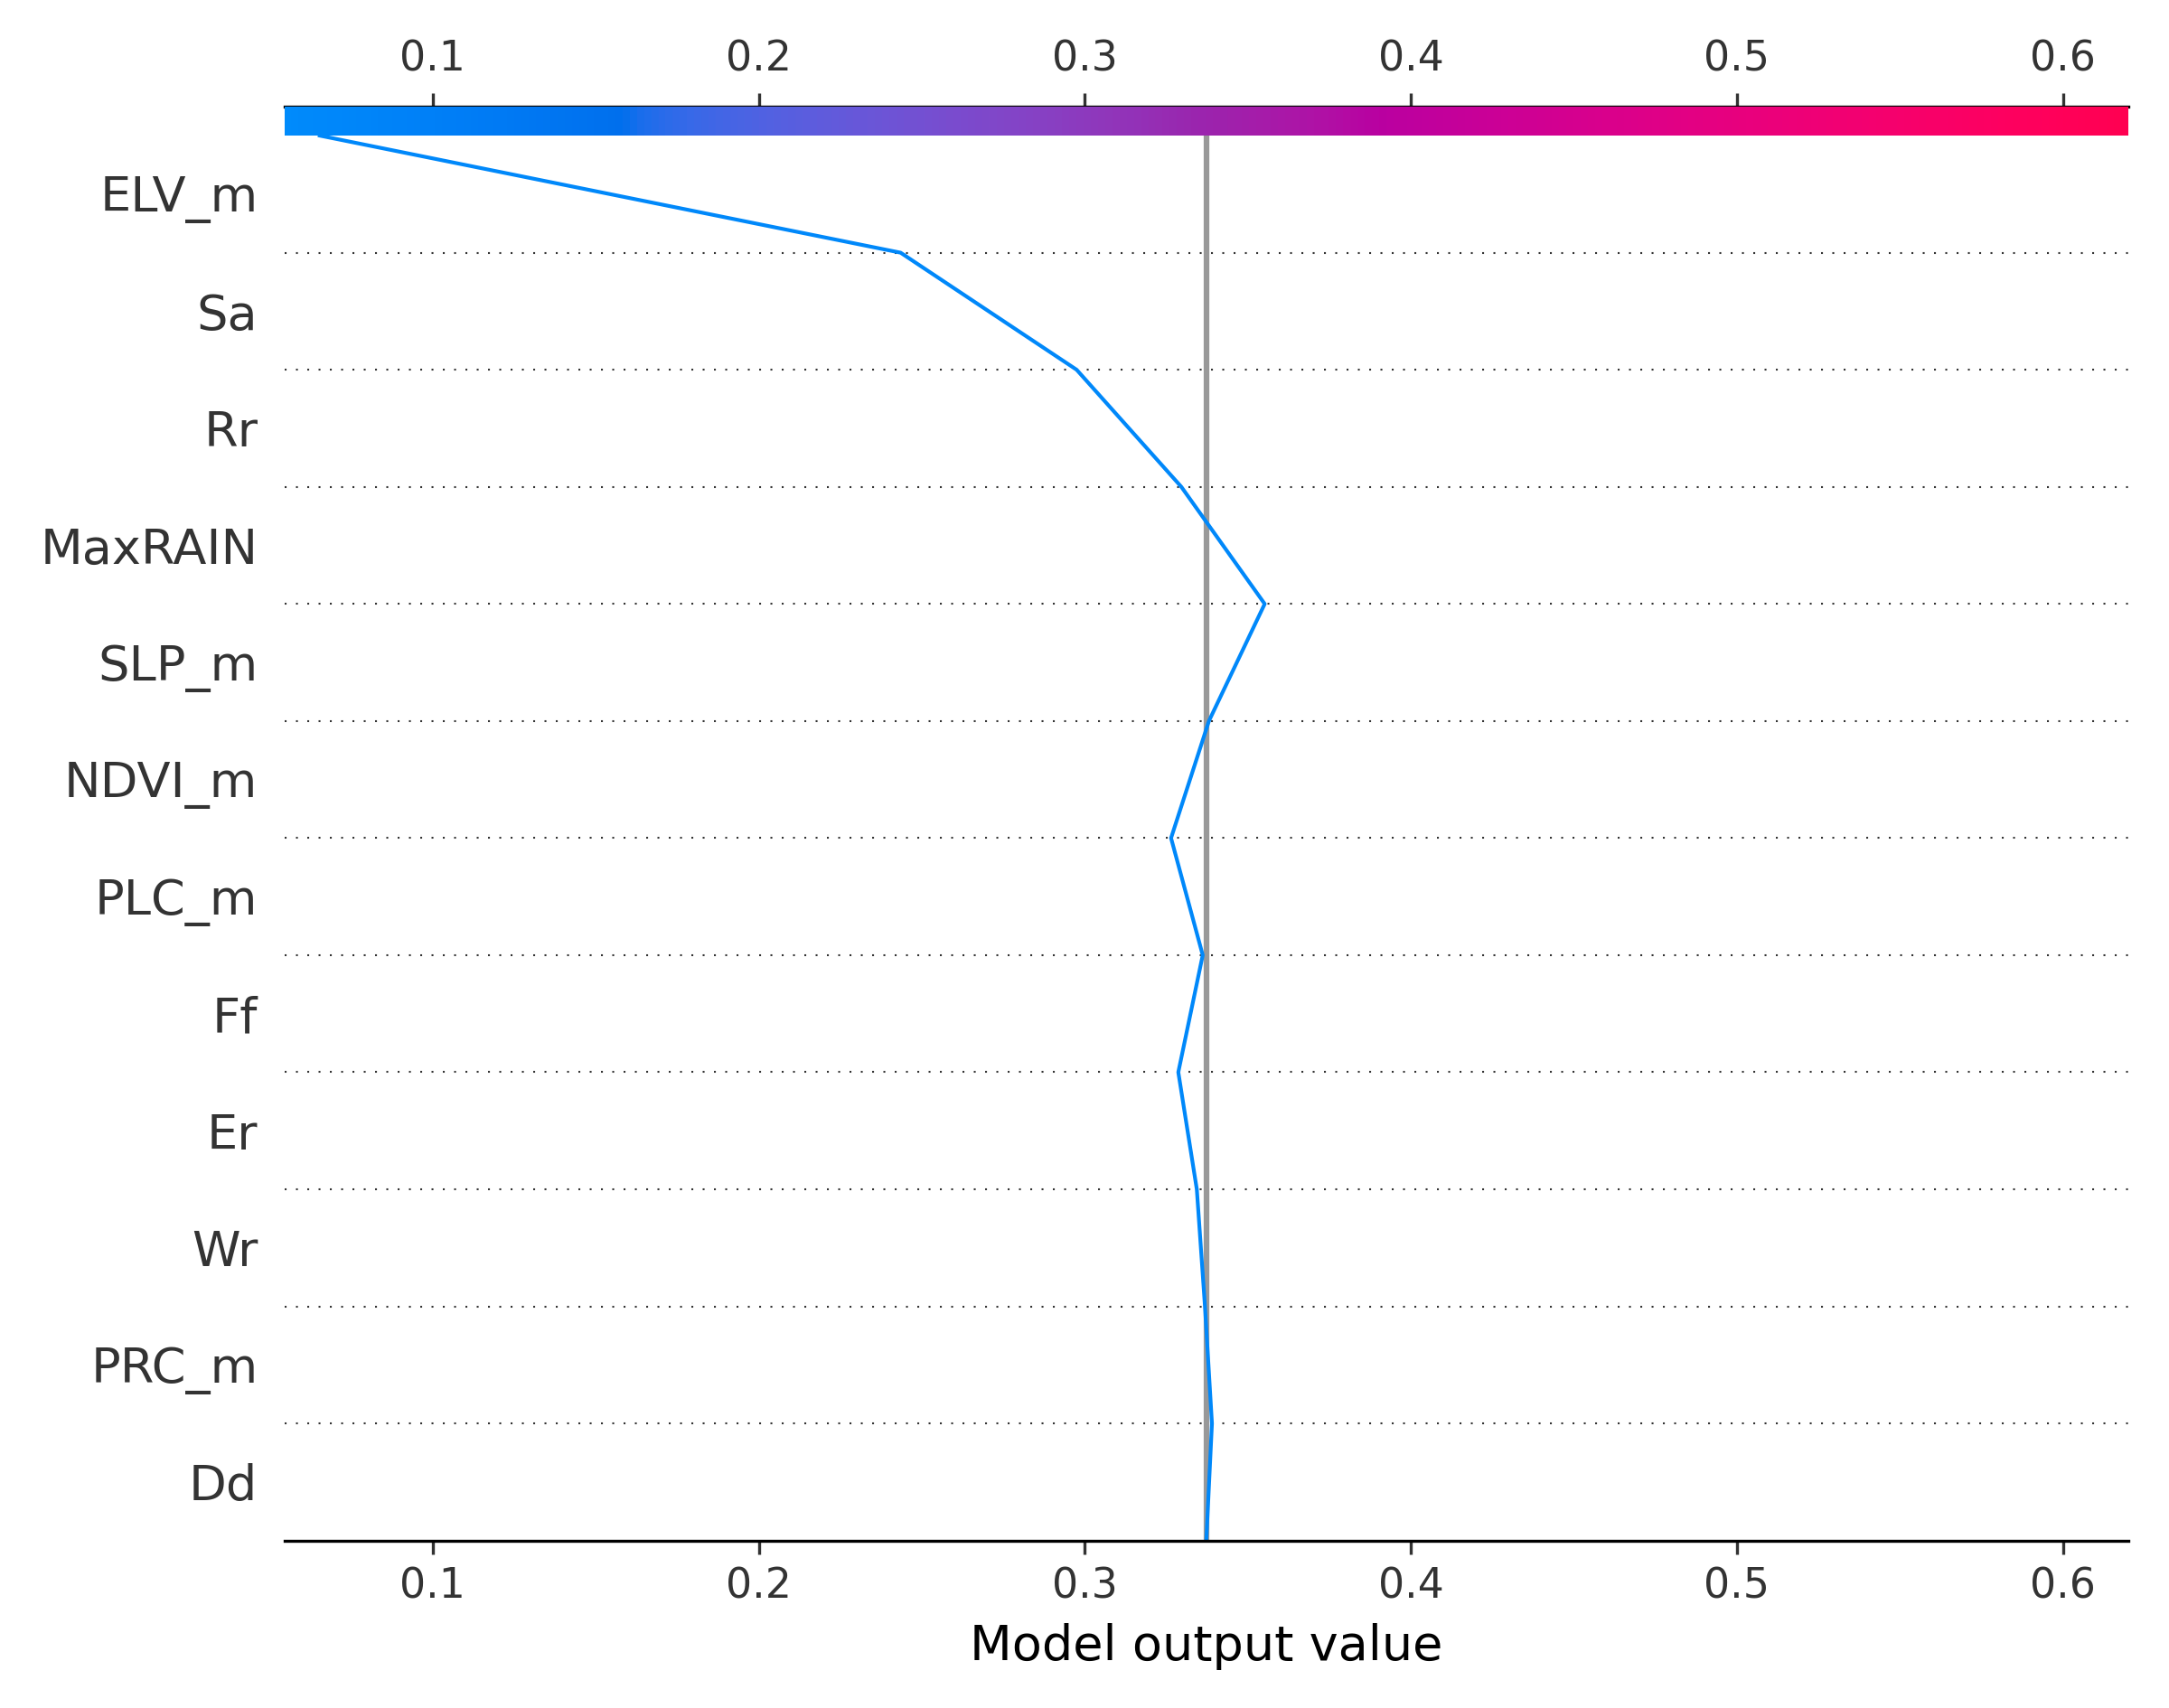 0.1 0.2 0.3 0.4 0.5 0.6
ELV_m
Sa
Rr
MaxRAIN
SLP_m
NDVI_m
PLC_m
Ff
Er
Wr
PRC_m
Dd
0.1 0.2 0.3 0.4 0.5 0.6
Model output value